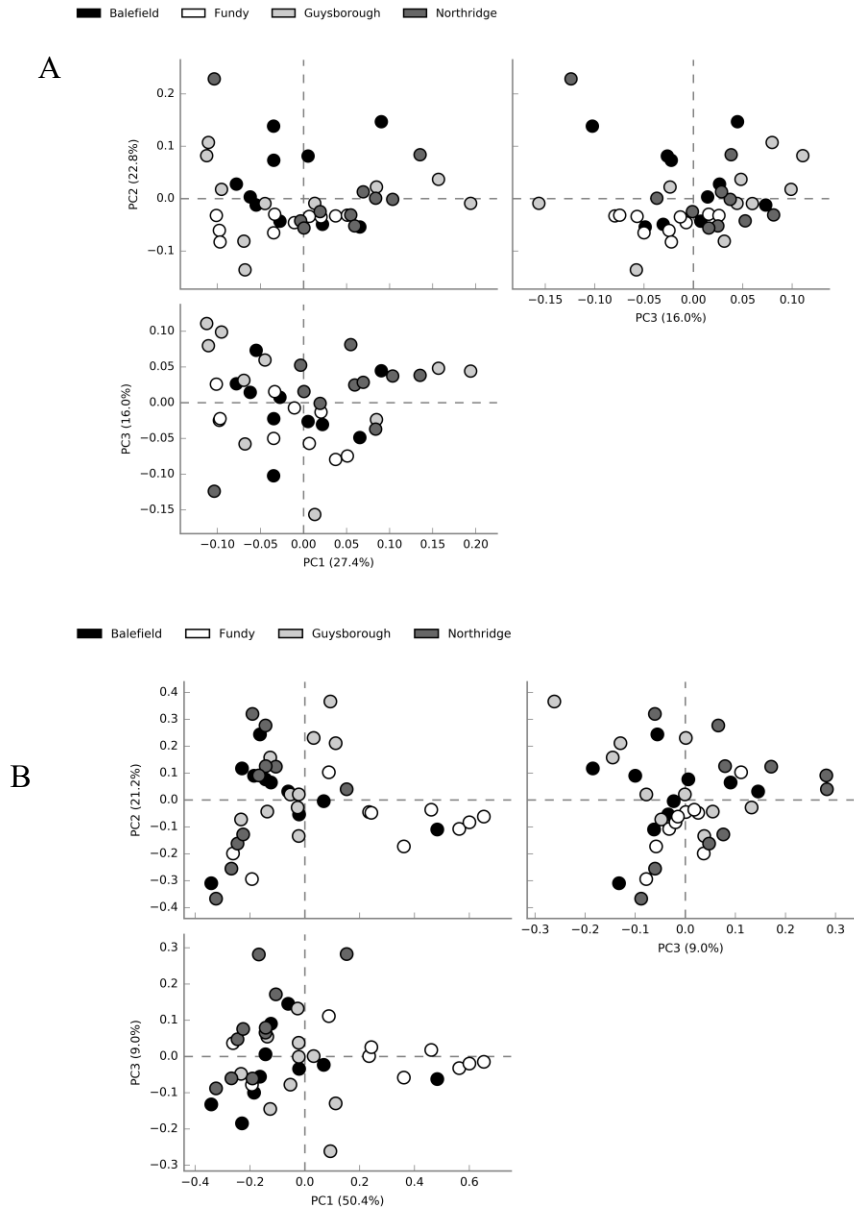 Balefield Fundy Guysborough Northridge
A
0.2
0.1
0.0
−0.1
PC2 (22.8%)
−0.15 −0.10 −0.05 0.00 0.05 0.10
PC3 (16.0%)
0.10
0.05
0.00
−0.05
−0.10
−0.15
PC3 (16.0%)
−0.10 −0.05 0.00 0.05 0.10 0.15 0.20
PC1 (27.4%)
Balefield Fundy Guysborough Northridge
B
0.4
0.3
0.2
0.1
0.0
−0.1
−0.2
−0.3
−0.4
PC2 (21.2%)
−0.3 −0.2 −0.1 0.0 0.1 0.2 0.3
PC3 (9.0%)
0.3
0.2
0.1
0.0
−0.1
−0.2
−0.3
PC3 (9.0%)
−0.4 −0.2 0.0 0.2 0.4 0.6
PC1 (50.4%)